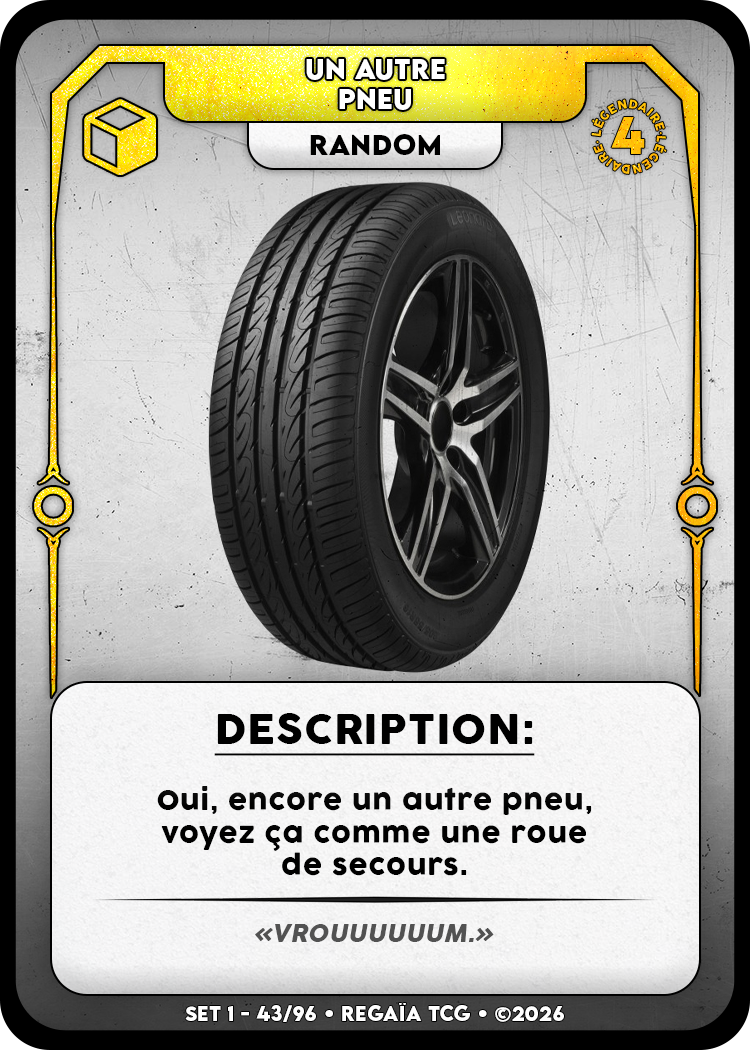 UN AUTRE
PNEU
RANDOM
LÉGENDAIRE • LÉGENDAIRE •
4
DESCRIPTION:
Oui, encore un autre pneu,
voyez ça comme une roue
de secours.
«VROUUUUUUM.»
SET 1 - 43/96 • REGAÏA TCG • ©2026